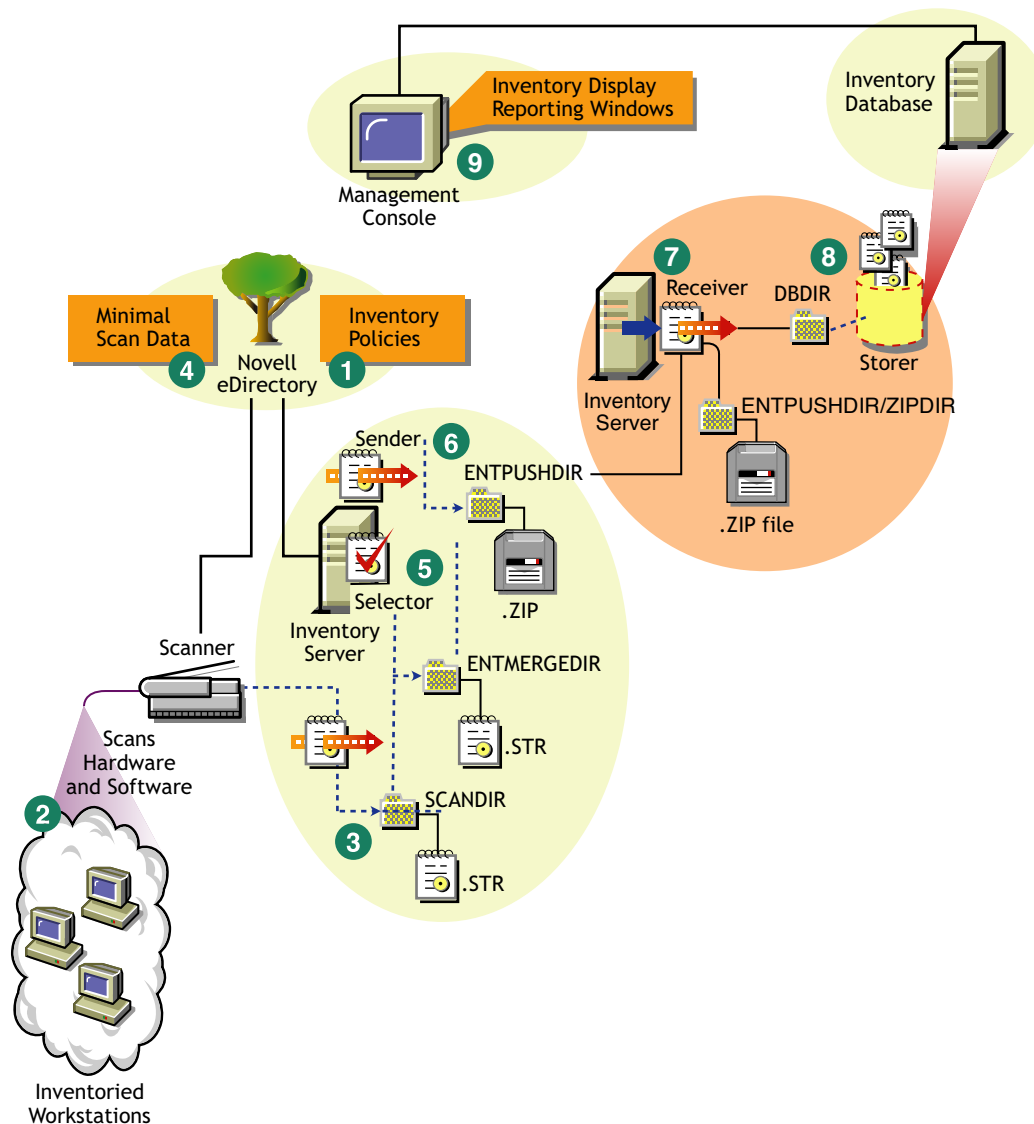 Inventory Display
Reporting Windows
Inventory
Database
9
Management
Console
7
Receiver
8
DBDIR
Storer
Inventory
Server
ENTPUSHDIR/ZIPDIR
.ZIP file
Minimal
Scan Data
4
Novell
eDirectory
Inventory
Policies
1
Sender
6
ENTPUSHDIR
.ZIP
5
Selector
Inventory
Server
ENTMERGEDIR
.STR
Scanner
Scans
Hardware
and Software
SCANDIR
3
.STR
2
Inventoried
Workstations